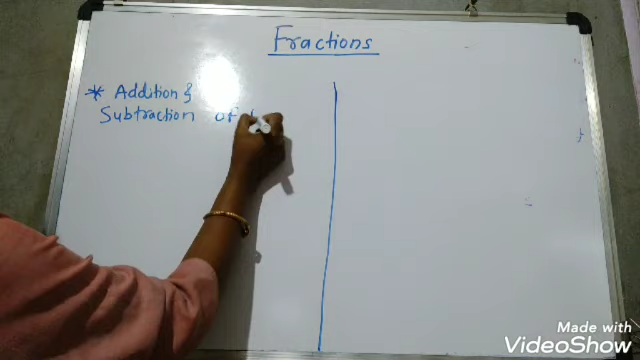 Fractions
* Addition &
Subtraction of
Made with
VideoShow